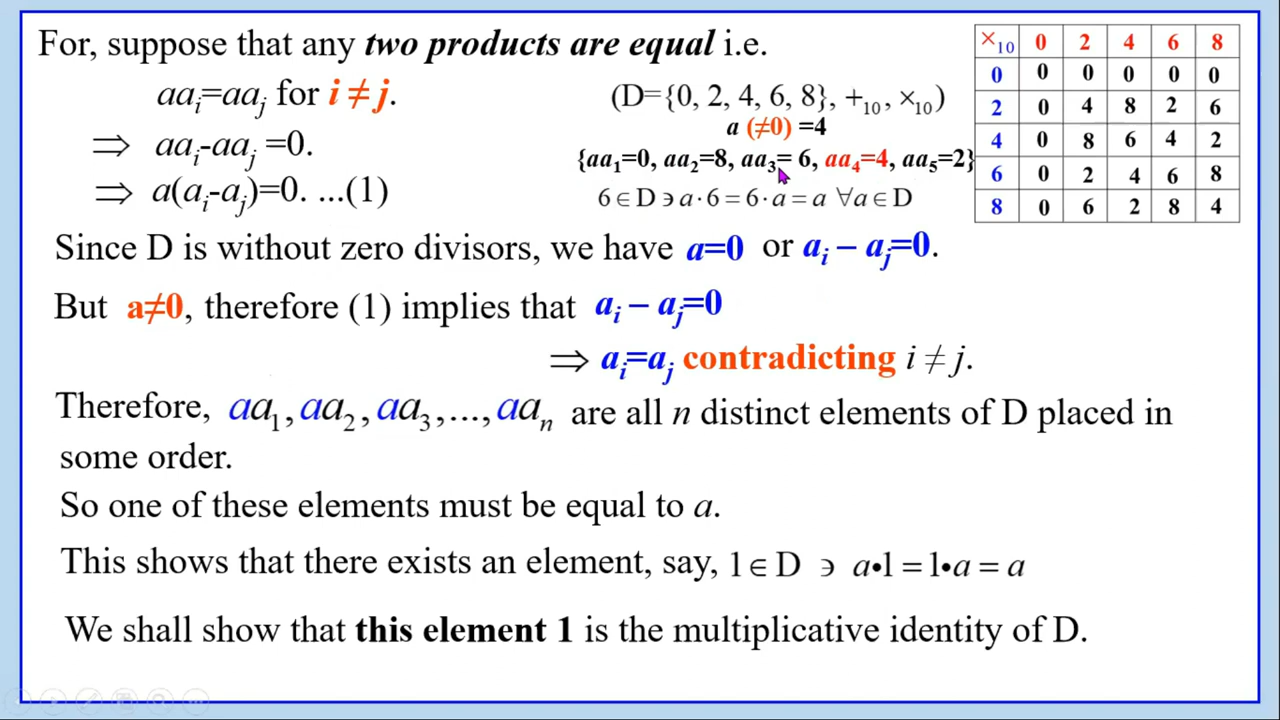 For, suppose that any two products are equal i.e.
aaᵢ=aaⱼ for i ≠ j.
⇒ aaᵢ-aaⱼ =0.
⇒ a(aᵢ-aⱼ)=0. ...(1)
(D={0, 2, 4, 6, 8}, +₁₀, ×₁₀)
a (≠0) =4
{aa₁=0, aa₂=8, aa₃= 6, aa₄=4, aa₅=2}
6 ∈ D ∋ a · 6 = 6 · a = a ∀a ∈ D
×₁₀ 0 2 4 6 8
0 0 0 0 0 0
2 0 4 8 2 6
4 0 8 6 4 2
6 0 2 4 6 8
8 0 6 2 8 4
Since D is without zero divisors, we have a=0 or aᵢ – aⱼ=0.
But a≠0, therefore (1) implies that aᵢ – aⱼ=0
⇒ aᵢ=aⱼ contradicting i ≠ j.
Therefore, aa₁, aa₂, aa₃,..., aaₙ are all n distinct elements of D placed in
some order.
So one of these elements must be equal to a.
This shows that there exists an element, say, 1 ∈ D ∋ a•1 = 1•a = a
We shall show that this element 1 is the multiplicative identity of D.